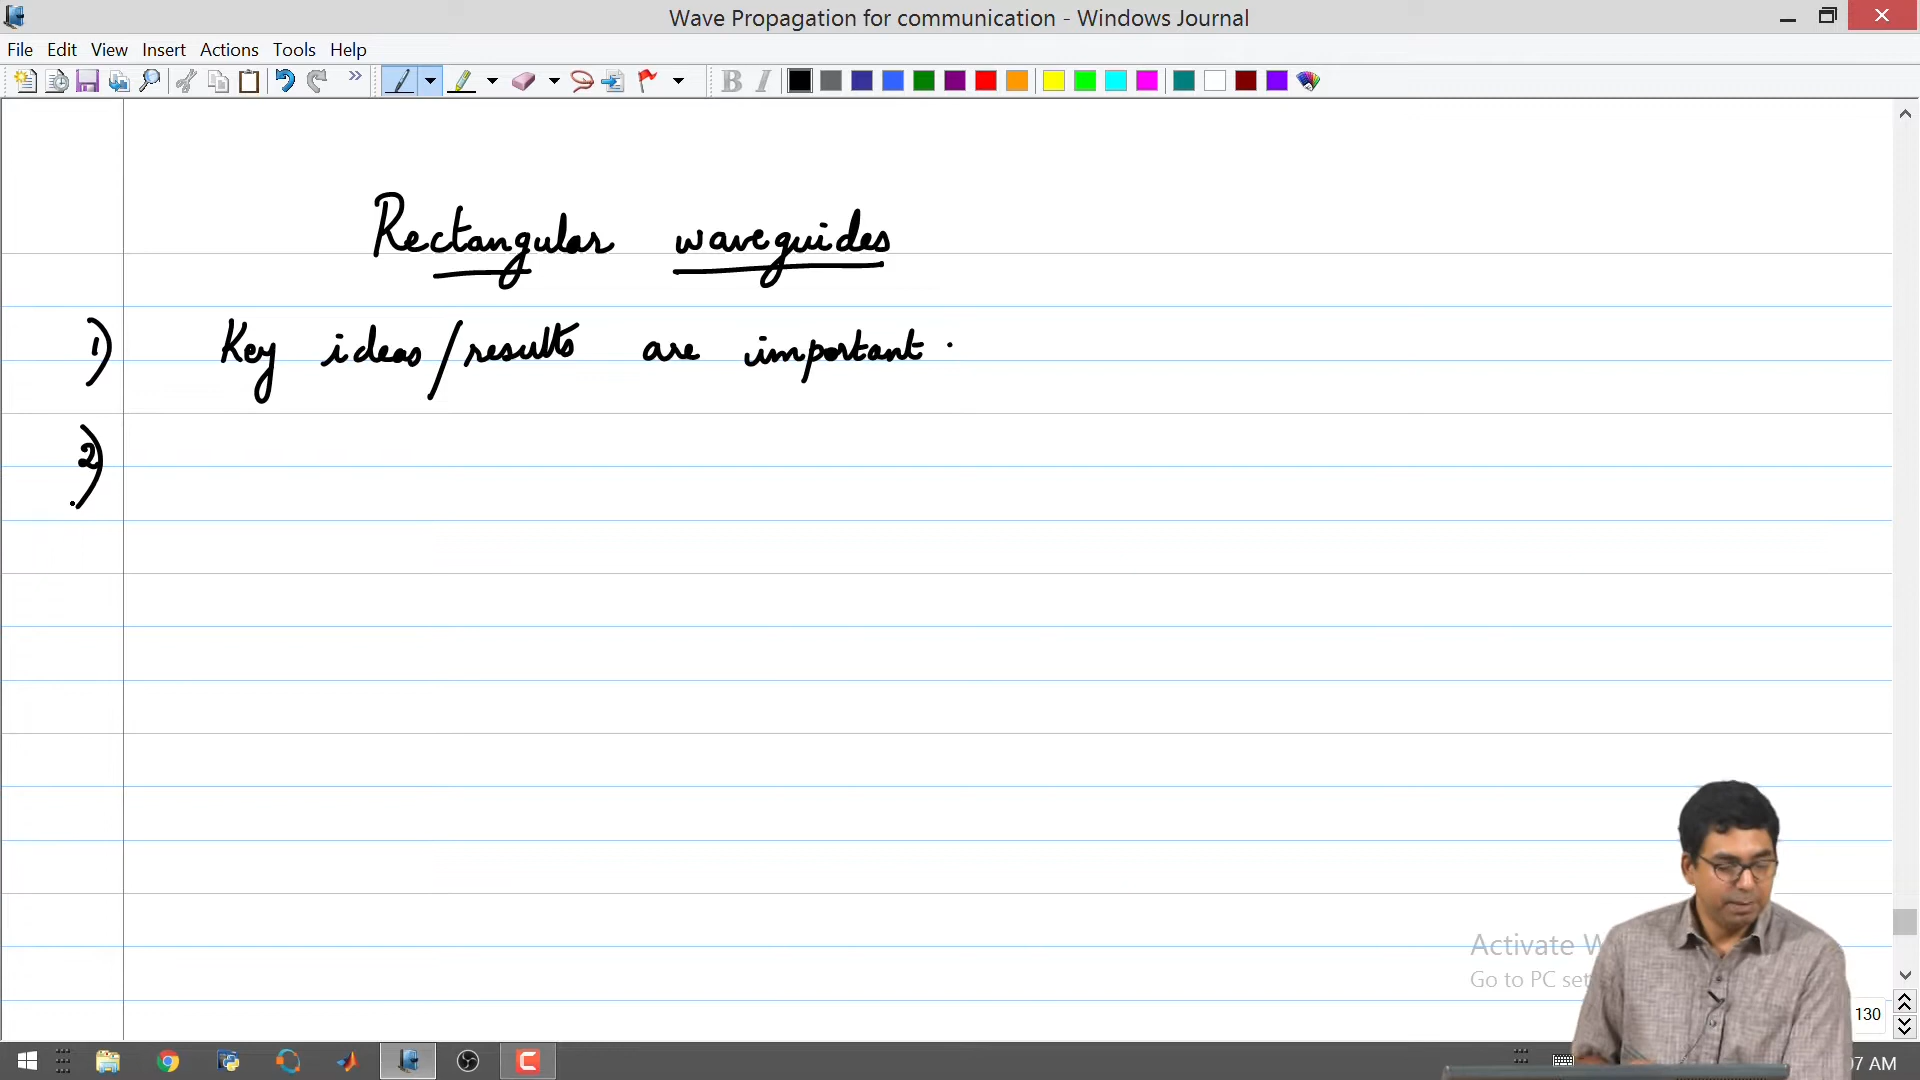 Wave Propagation for communication - Windows Journal
File Edit View Insert Actions Tools Help
B I
Rectangular waveguides
1) Key ideas/results are important.
2)
Activate W
Go to PC set
130
07 AM